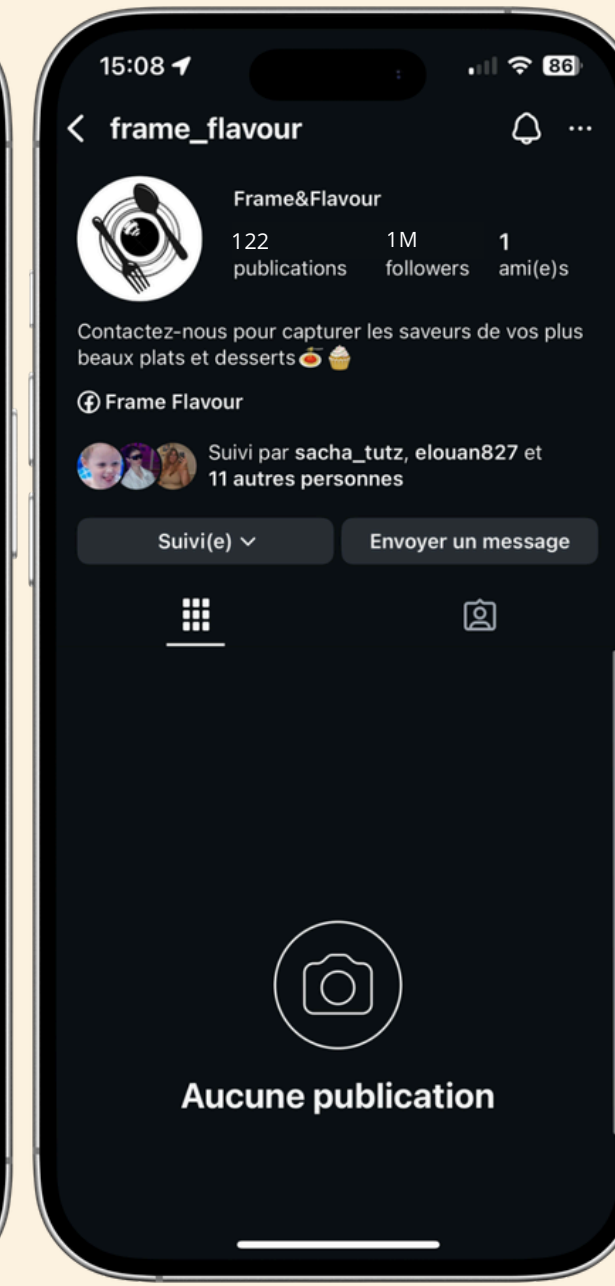 15:08
86
frame_flavour
Frame&Flavour
122 1M 1
publications followers ami(e)s
Contactez-nous pour capturer les saveurs de vos plus
beaux plats et desserts🍝🧁
Frame Flavour
Suivi par sacha_tutz, elouan827 et
11 autres personnes
Suivi(e)
Envoyer un message
Aucune publication